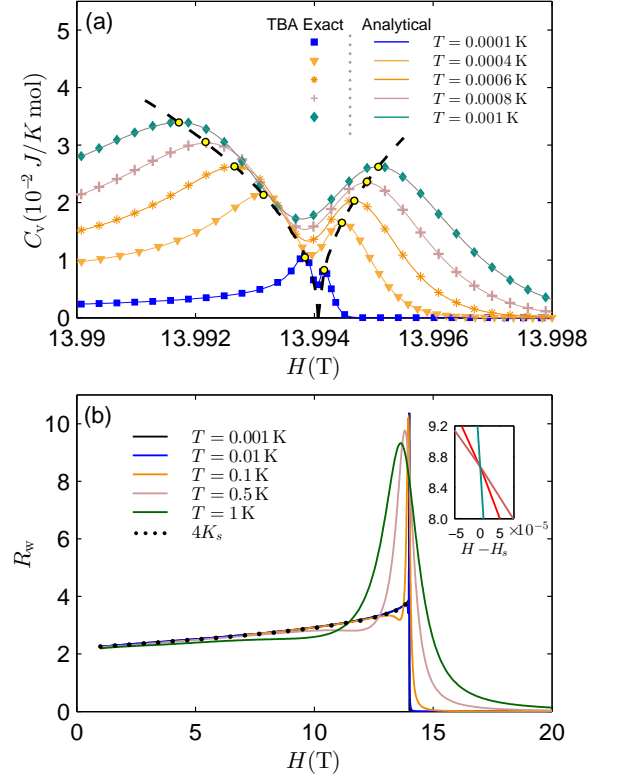 (a)
TBA Exact Analytical
T = 0.0001 K
T = 0.0004 K
T = 0.0006 K
T = 0.0008 K
T = 0.001 K
5
4
3
2
1
0
C_v(10^{-2} J/K mol)
13.99 13.992 13.994 13.996 13.998
H(T)
(b)
T = 0.001 K
T = 0.01 K
T = 0.1 K
T = 0.5 K
T = 1 K
4K_s
9.2
8.6
8.0
-5 0 5 ×10^{-5}
H − H_s
10
8
6
4
2
0
R_w
0 5 10 15 20
H(T)